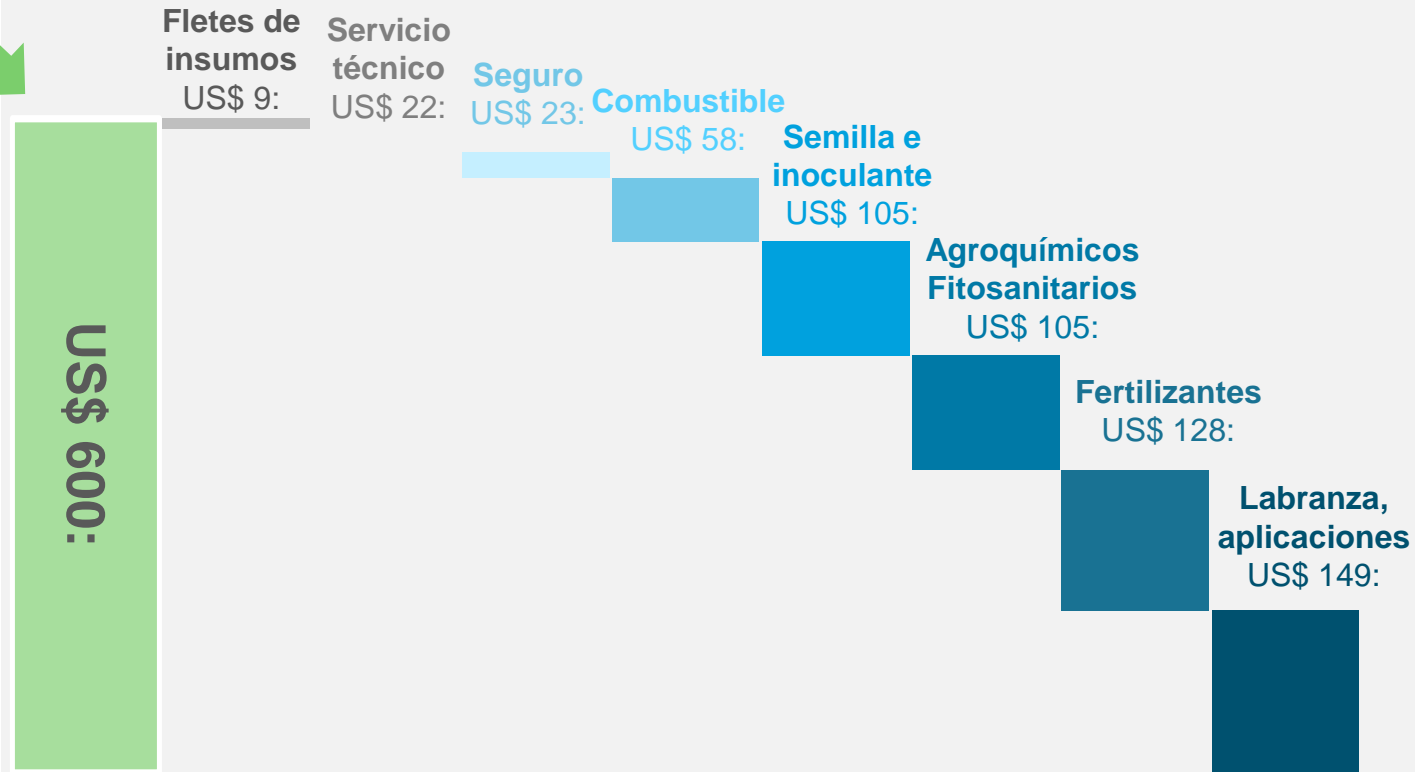 Fletes de
insumos
US$ 9:
Servicio
técnico
US$ 22:
Seguro
US$ 23:
Combustible
US$ 58:
Semilla e
inoculante
US$ 105:
Agroquímicos
Fitosanitarios
US$ 105:
Fertilizantes
US$ 128:
Labranza,
aplicaciones
US$ 149:
US$ 600: